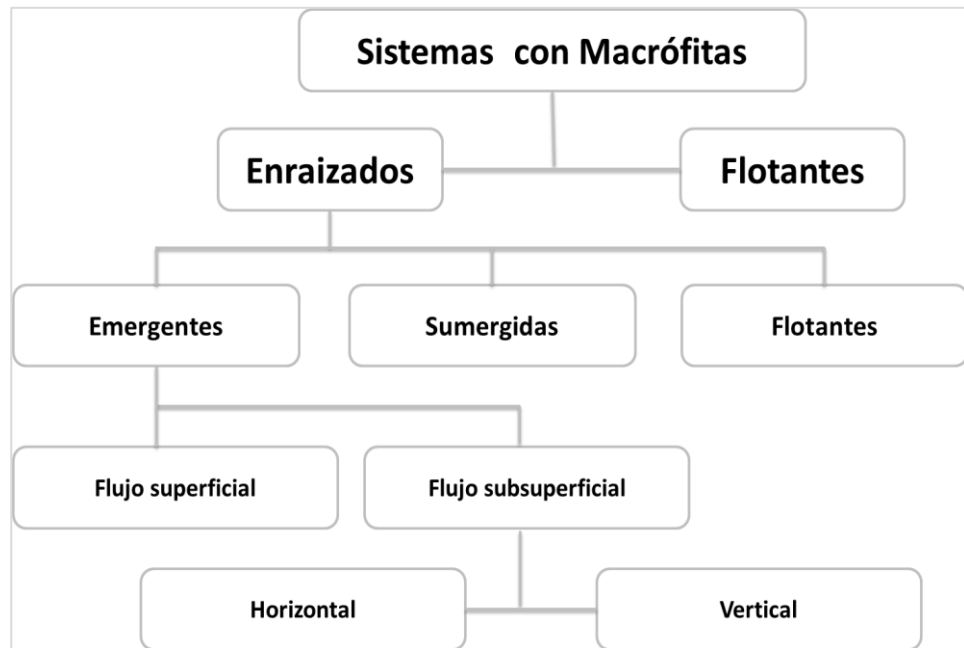 Sistemas con Macrófitas
Enraizados
Flotantes
Emergentes
Sumergidas
Flotantes
Flujo superficial
Flujo subsuperficial
Horizontal
Vertical